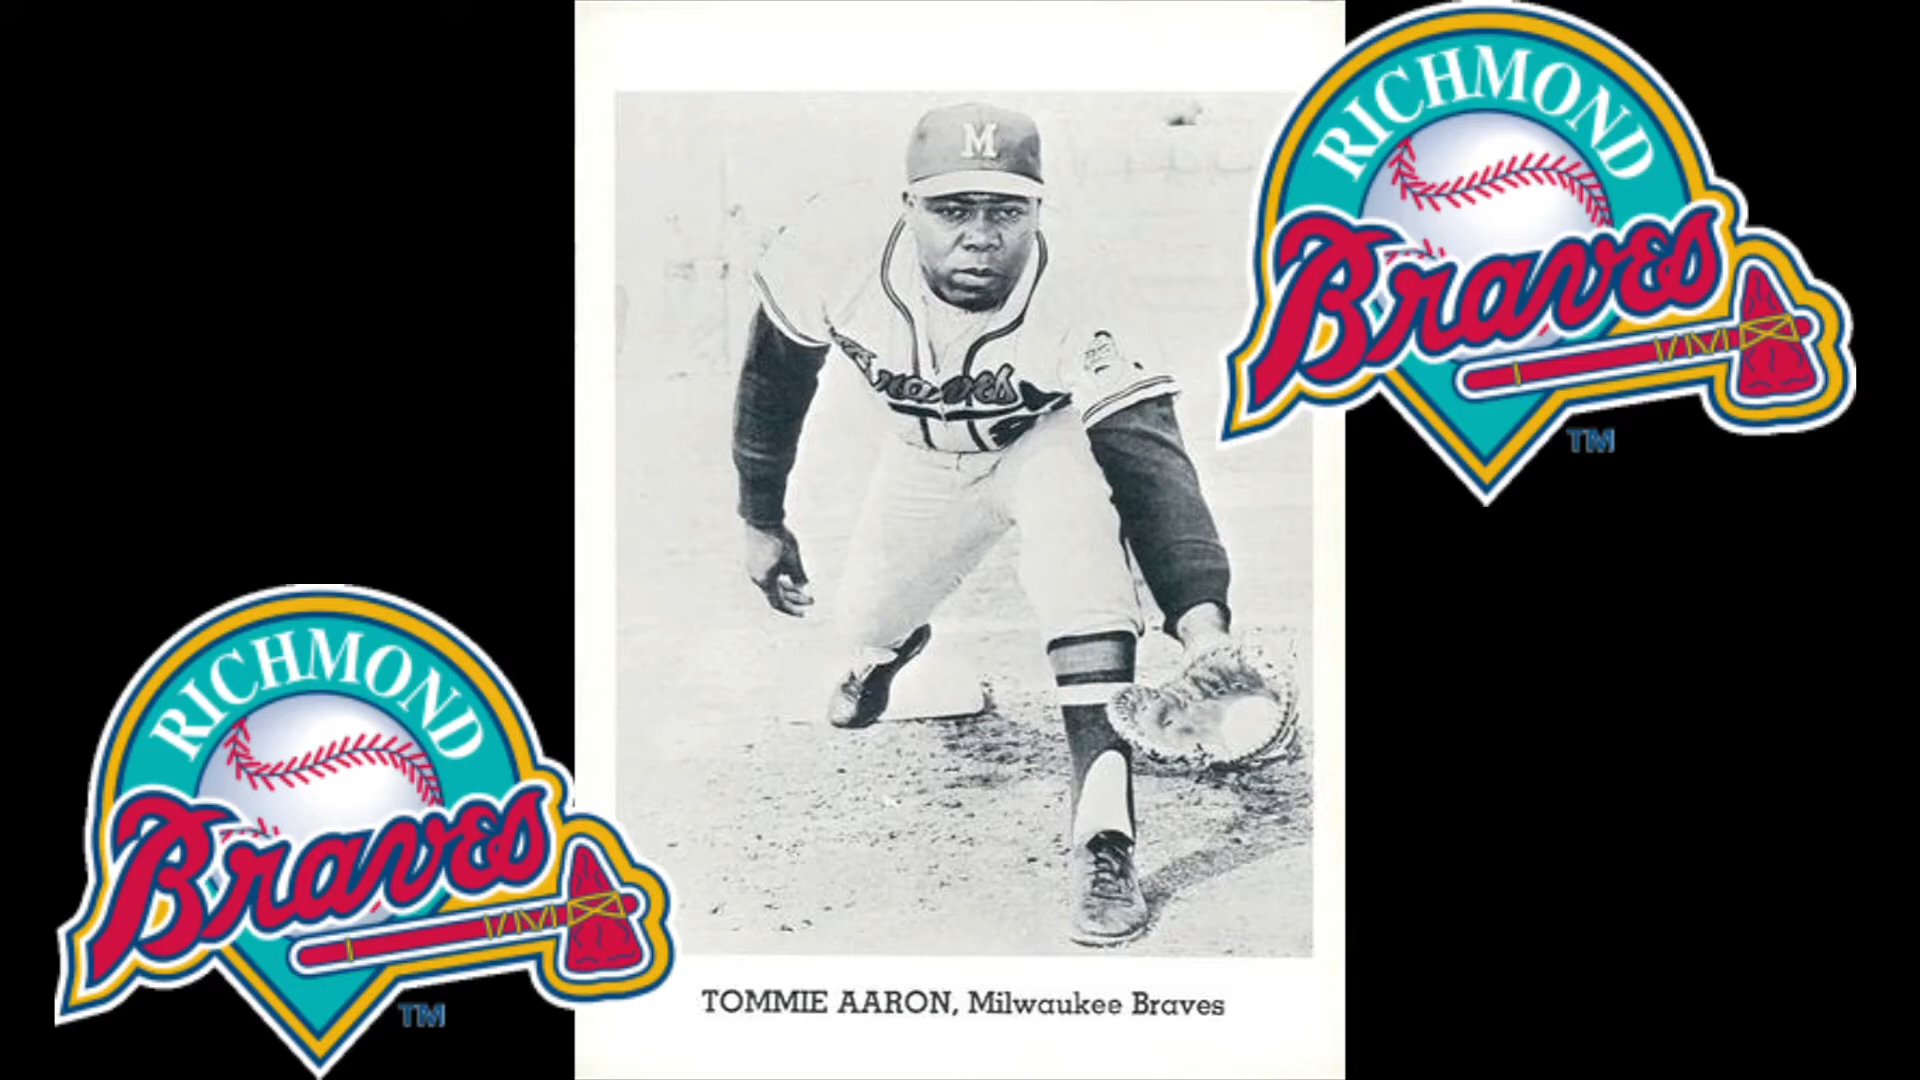 RICHMOND
Braves
TM
M
Braves
RICHMOND
Braves
TM
TOMMIE AARON, Milwaukee Braves